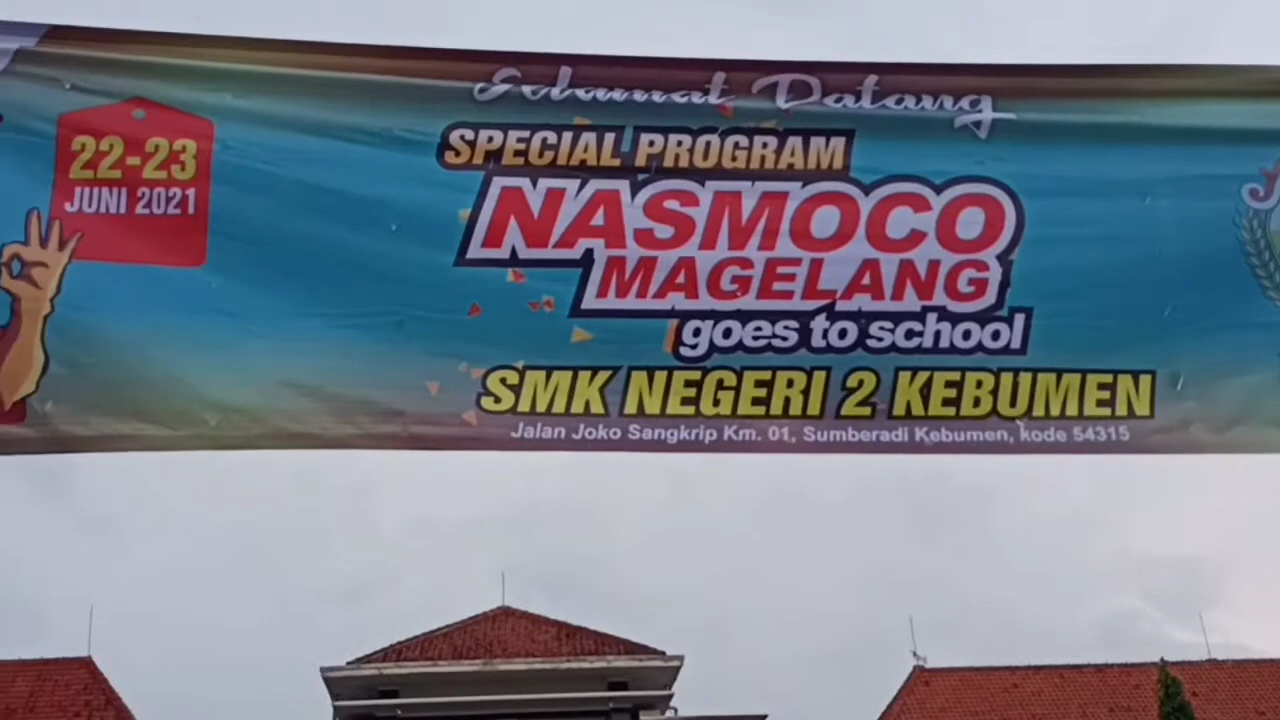 22-23
JUNI 2021
Selamat Datang
SPECIAL PROGRAM
NASMOCO
MAGELANG
goes to school
SMK NEGERI 2 KEBUMEN
Jalan Joko Sangkrip Km. 01, Sumberadi Kebumen, kode 54315